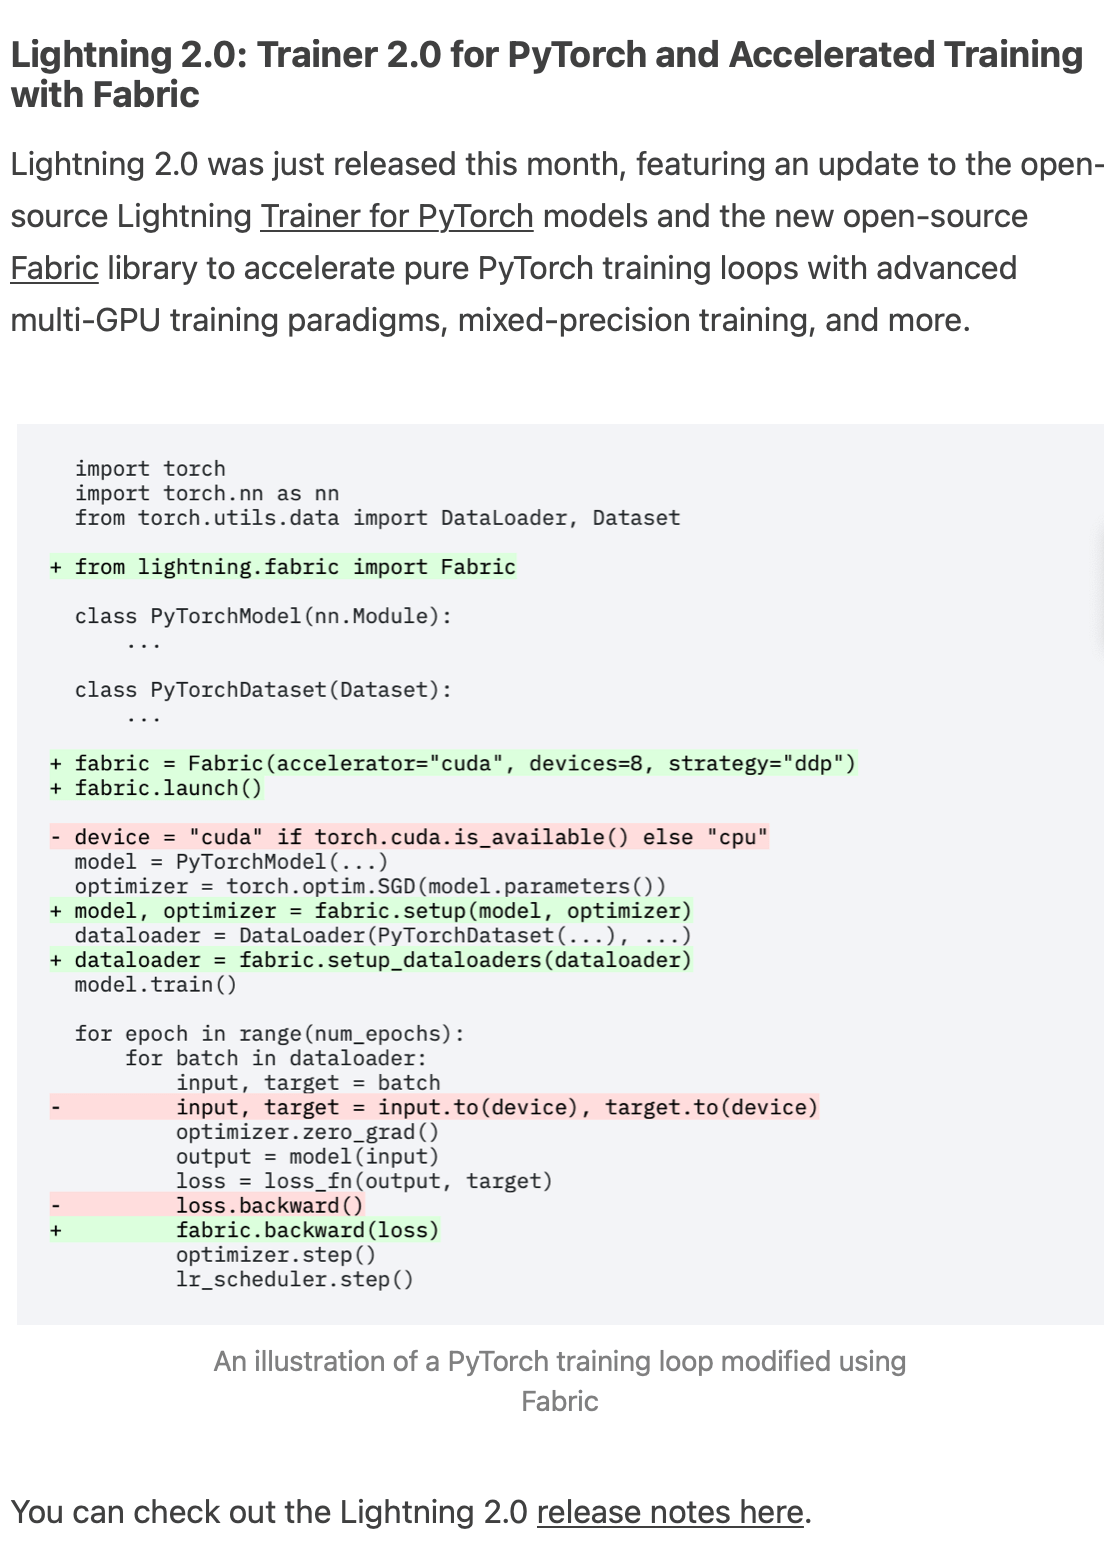 Lightning 2.0: Trainer 2.0 for PyTorch and Accelerated Training
with Fabric
Lightning 2.0 was just released this month, featuring an update to the open-
source Lightning Trainer for PyTorch models and the new open-source
Fabric library to accelerate pure PyTorch training loops with advanced
multi-GPU training paradigms, mixed-precision training, and more.
  import torch
  import torch.nn as nn
  from torch.utils.data import DataLoader, Dataset
+ from lightning.fabric import Fabric
  class PyTorchModel(nn.Module):
      ...
  class PyTorchDataset(Dataset):
      ...
+ fabric = Fabric(accelerator="cuda", devices=8, strategy="ddp")
+ fabric.launch()
- device = "cuda" if torch.cuda.is_available() else "cpu"
  model = PyTorchModel(...)
  optimizer = torch.optim.SGD(model.parameters())
+ model, optimizer = fabric.setup(model, optimizer)
  dataloader = DataLoader(PyTorchDataset(...), ...)
+ dataloader = fabric.setup_dataloaders(dataloader)
  model.train()
  for epoch in range(num_epochs):
      for batch in dataloader:
          input, target = batch
-         input, target = input.to(device), target.to(device)
          optimizer.zero_grad()
          output = model(input)
          loss = loss_fn(output, target)
-         loss.backward()
+         fabric.backward(loss)
          optimizer.step()
          lr_scheduler.step()
An illustration of a PyTorch training loop modified using
Fabric
You can check out the Lightning 2.0 release notes here.